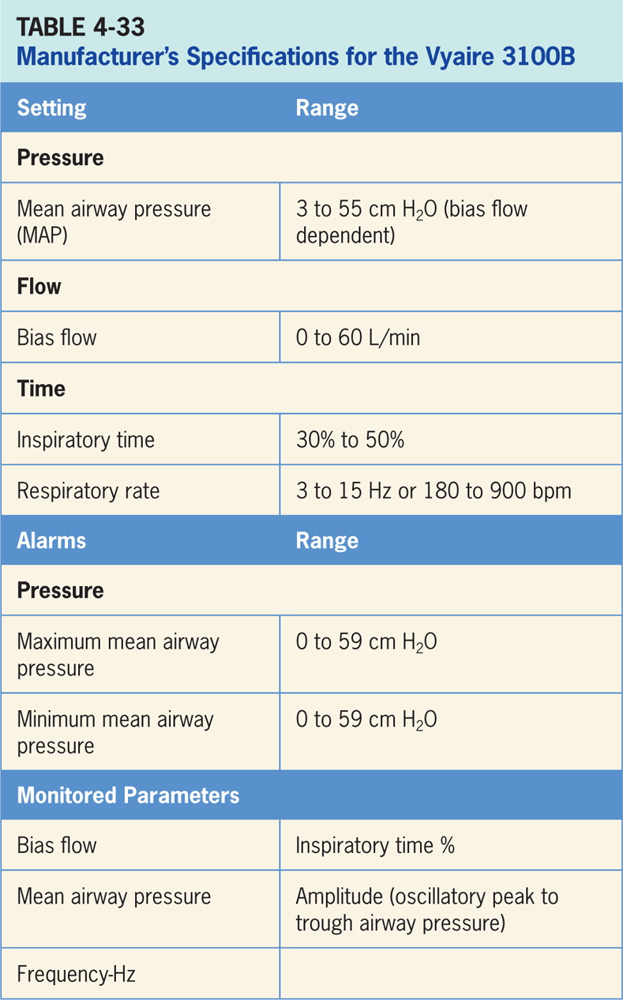 TABLE 4-33
Manufacturer's Specifications for the Vyaire 3100B
Setting Range
Pressure
Mean airway pressure (MAP) 3 to 55 cm H₂O (bias flow dependent)
Flow
Bias flow 0 to 60 L/min
Time
Inspiratory time 30% to 50%
Respiratory rate 3 to 15 Hz or 180 to 900 bpm
Alarms Range
Pressure
Maximum mean airway pressure 0 to 59 cm H₂O
Minimum mean airway pressure 0 to 59 cm H₂O
Monitored Parameters
Bias flow Inspiratory time %
Mean airway pressure Amplitude (oscillatory peak to trough airway pressure)
Frequency-Hz